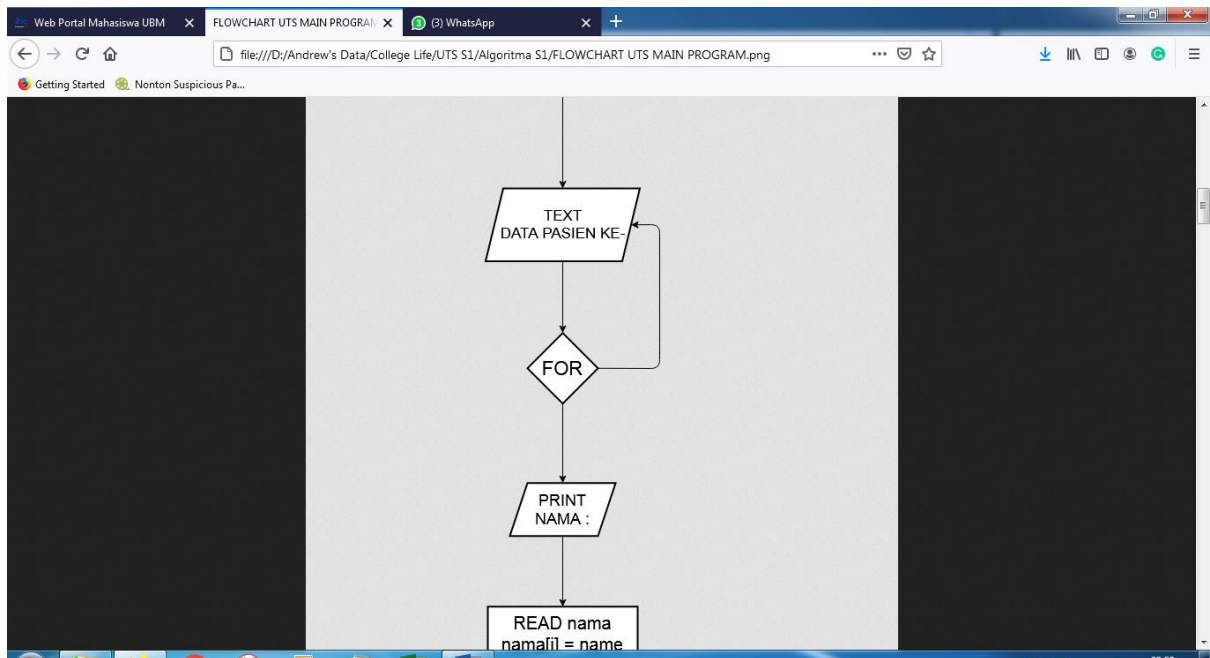 Web Portal Mahasiswa UBM
FLOWCHART UTS MAIN PROGRAM
(3) WhatsApp
file:///D:/Andrew's Data/College Life/UTS S1/Algoritma S1/FLOWCHART UTS MAIN PROGRAM.png
Getting Started
Nonton Suspicious Pa...
TEXT
DATA PASIEN KE-
FOR
PRINT
NAMA :
READ nama
nama[i] = name